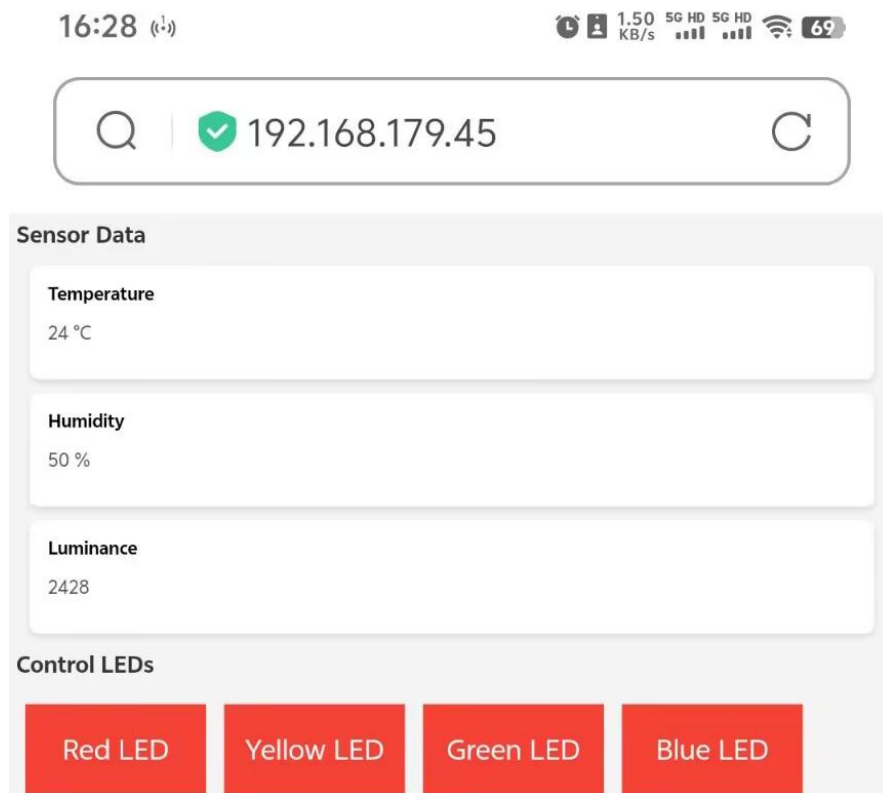 16:28 1.50 KB/s 5G HD 5G HD 69
192.168.179.45
Sensor Data
Temperature
24 °C
Humidity
50 %
Luminance
2428
Control LEDs
Red LED Yellow LED Green LED Blue LED